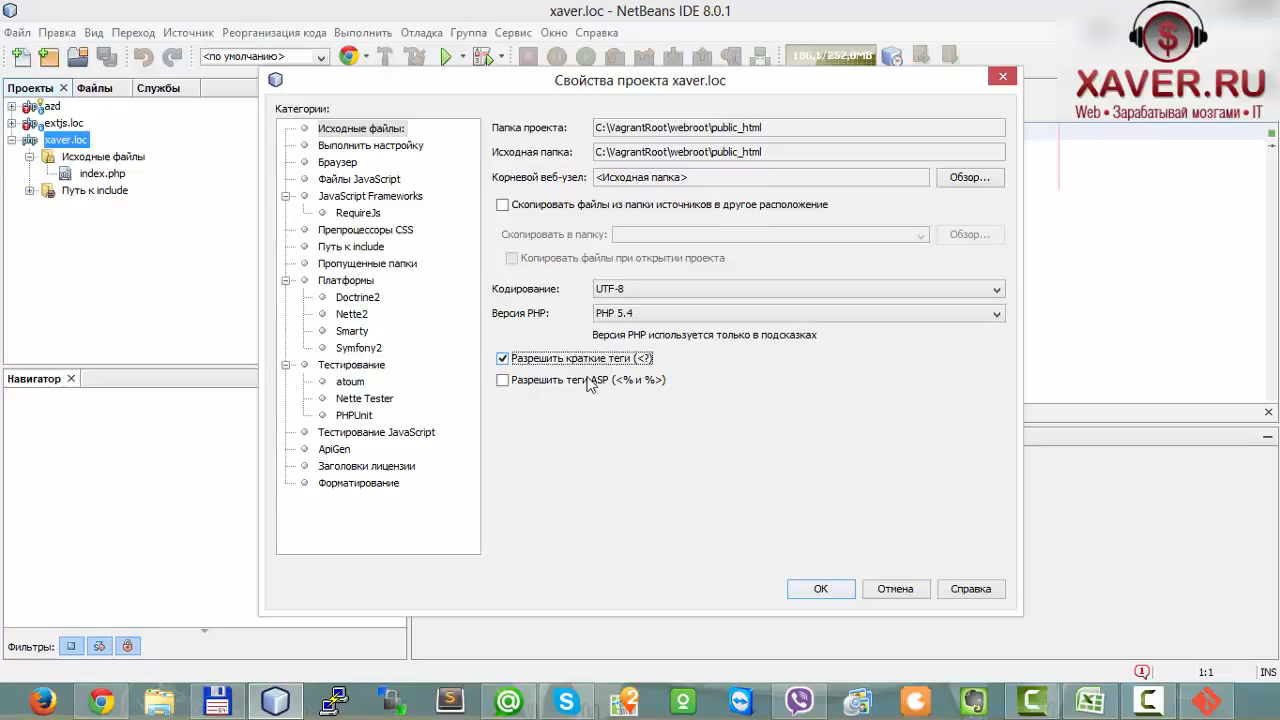 xaver.loc - NetBeans IDE 8.0.1
Файл Правка Вид Переход Источник Реорганизация кода Выполнить Отладка Группа Сервис Окно Справка
<по умолчанию>
186,1/252,0MB
$
XAVER.RU
Web • Зарабатывай мозгами • IT
Проекты Файлы Службы
azd
extjs.loc
xaver.loc
Исходные файлы
index.php
Путь к include
Навигатор
Фильтры:
Свойства проекта xaver.loc
Категории:
Исходные файлы:
Выполнить настройку
Браузер
Файлы JavaScript
JavaScript Frameworks
RequireJs
Препроцессоры CSS
Путь к include
Пропущенные папки
Платформы
Doctrine2
Nette2
Smarty
Symfony2
Тестирование
atoum
Nette Tester
PHPUnit
Тестирование JavaScript
ApiGen
Заголовки лицензии
Форматирование
Папка проекта: C:\VagrantRoot\webroot\public_html
Исходная папка: C:\VagrantRoot\webroot\public_html
Корневой веб-узел: <Исходная папка> Обзор...
Скопировать файлы из папки источников в другое расположение
Скопировать в папку: Обзор...
Копировать файлы при открытии проекта
Кодирование: UTF-8
Версия PHP: PHP 5.4
Версия PHP используется только в подсказках
Разрешить краткие теги (<?)
Разрешить теги ASP (<% и %>)
OK Отмена Справка
1:1 INS